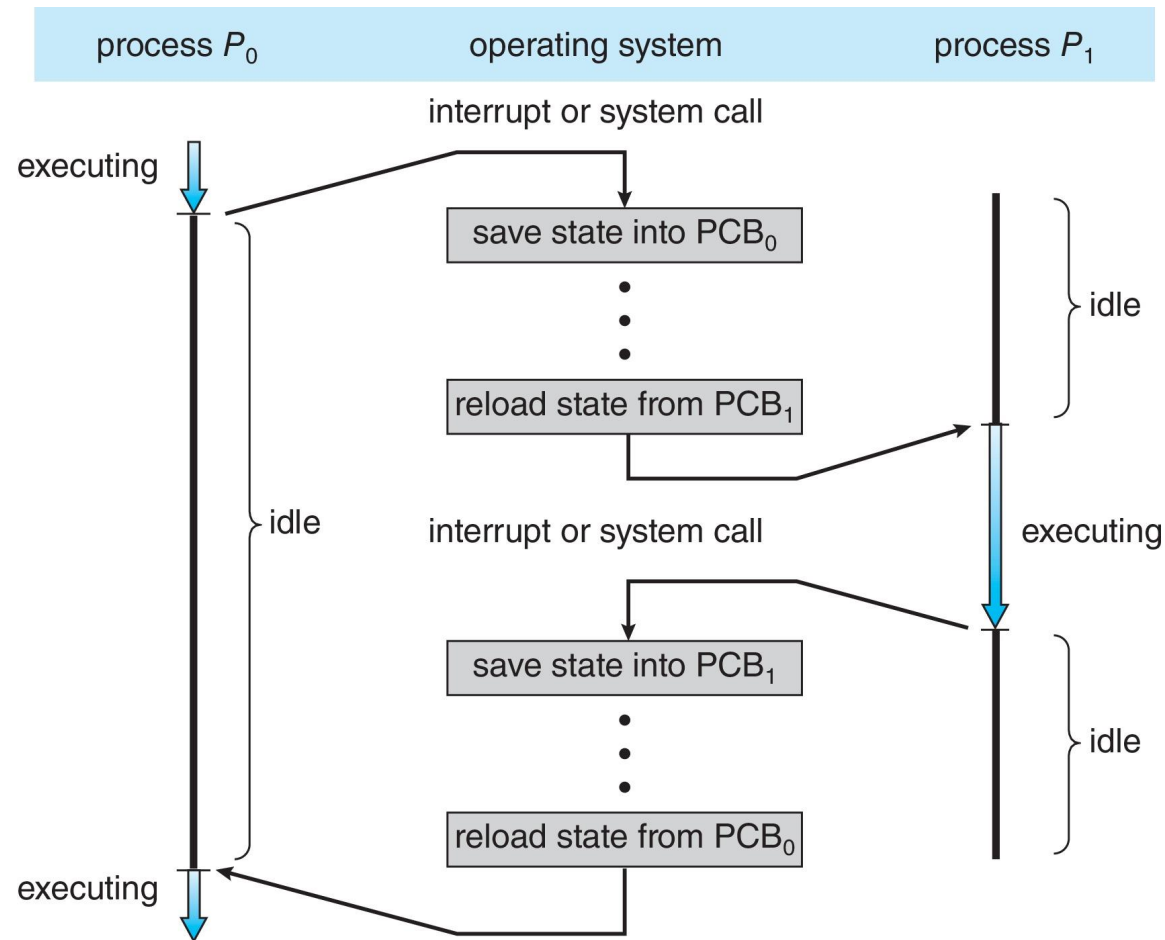 process P₀
operating system
process P₁
interrupt or system call
executing
save state into PCB₀
idle
reload state from PCB₁
idle
interrupt or system call
executing
save state into PCB₁
idle
reload state from PCB₀
executing